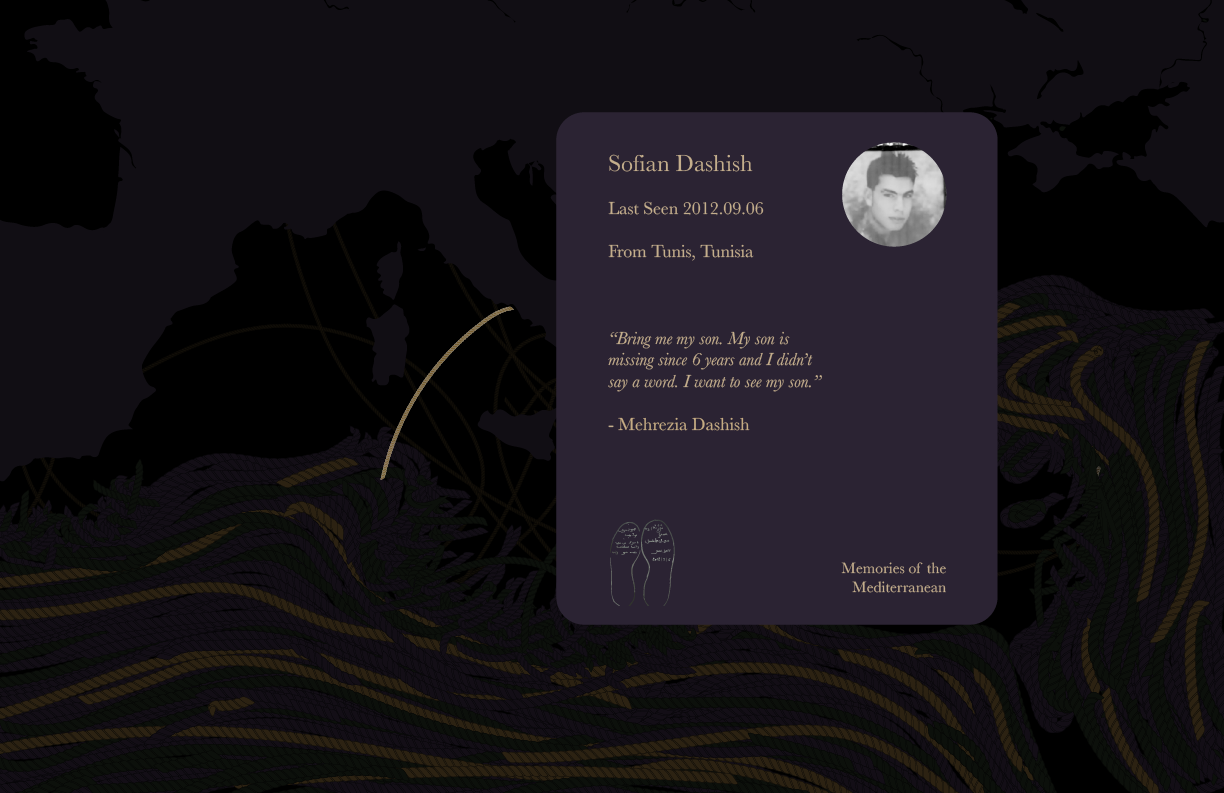 Sofian Dashish
Last Seen 2012.09.06
From Tunis, Tunisia
“Bring me my son. My son is
missing since 6 years and I didn’t
say a word. I want to see my son.”
- Mehrezia Dashish
Memories of the
Mediterranean